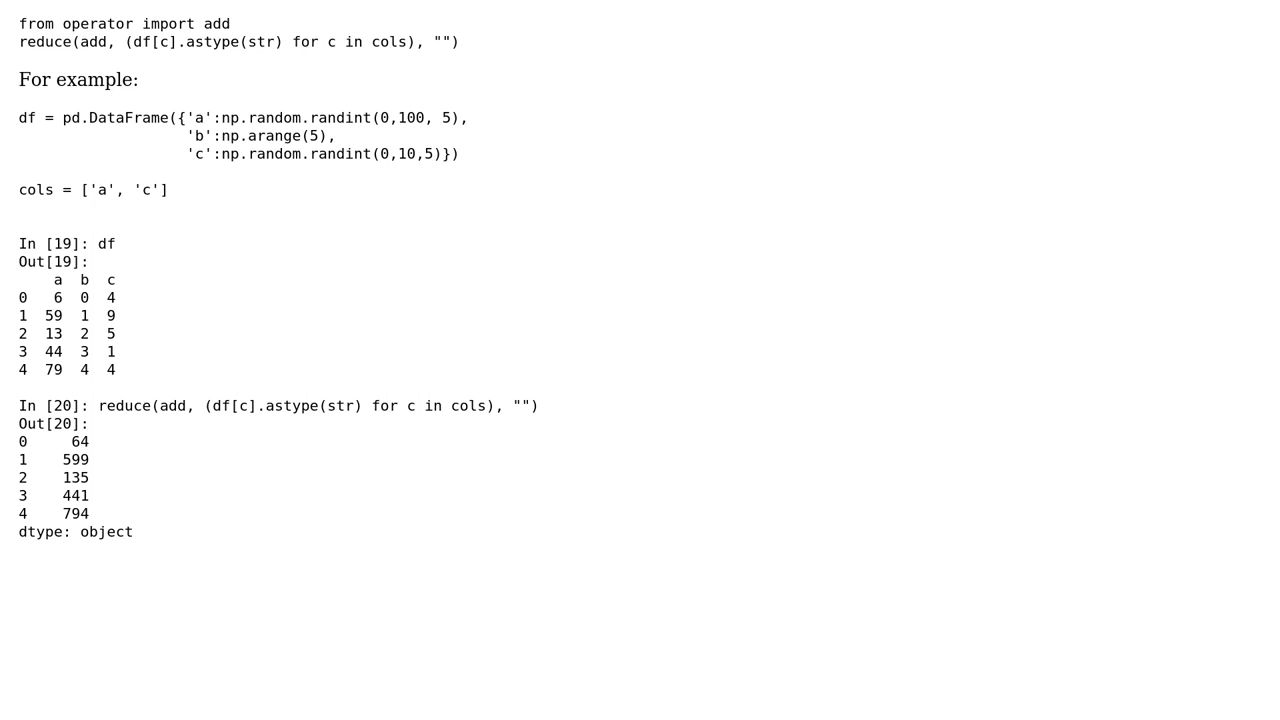 from operator import add
reduce(add, (df[c].astype(str) for c in cols), "")
For example:
df = pd.DataFrame({'a':np.random.randint(0,100, 5),
                   'b':np.arange(5),
                   'c':np.random.randint(0,10,5)})
cols = ['a', 'c']
In [19]: df
Out[19]:
    a  b  c
0   6  0  4
1  59  1  9
2  13  2  5
3  44  3  1
4  79  4  4
In [20]: reduce(add, (df[c].astype(str) for c in cols), "")
Out[20]:
0     64
1    599
2    135
3    441
4    794
dtype: object